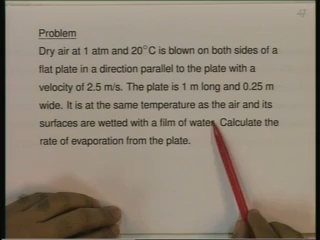 Problem
Dry air at 1 atm and 20°C is blown on both sides of a
flat plate in a direction parallel to the plate with a
velocity of 2.5 m/s. The plate is 1 m long and 0.25 m
wide. It is at the same temperature as the air and its
surfaces are wetted with a film of water. Calculate the
rate of evaporation from the plate.